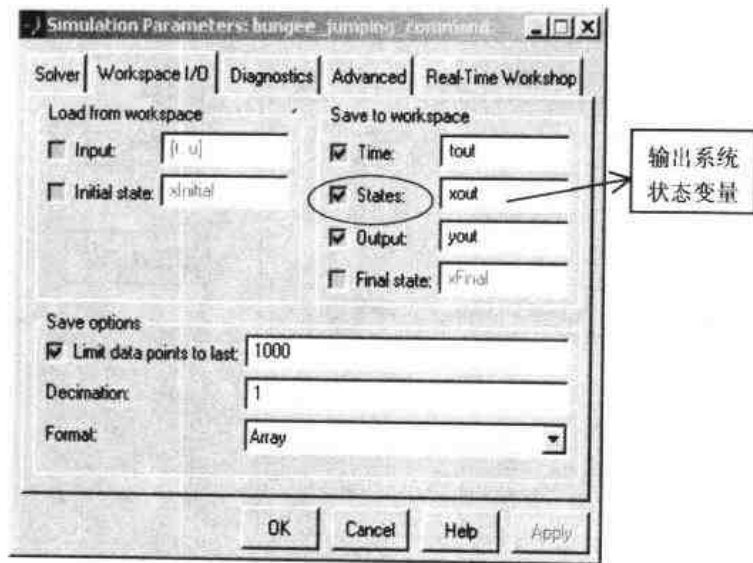 Simulation Parameters: bungee_jumping_command
Solver
Workspace I/O
Diagnostics
Advanced
Real-Time Workshop
Load from workspace
Input:
[t, u]
Initial state:
xInitial
Save to workspace
Time:
tout
States:
xout
Output:
yout
Final state:
xFinal
输出系统
状态变量
Save options
Limit data points to last:
1000
Decimation:
1
Format:
Array
OK
Cancel
Help
Apply